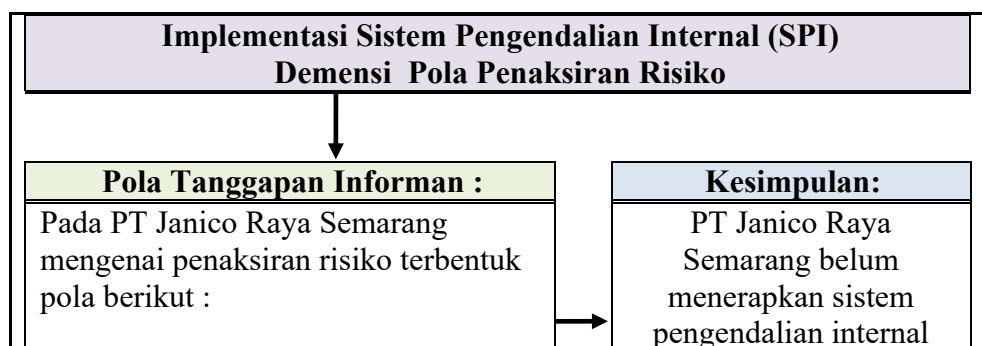 Implementasi Sistem Pengendalian Internal (SPI)
Demensi Pola Penaksiran Risiko
Pola Tanggapan Informan :
Pada PT Janico Raya Semarang
mengenai penaksiran risiko terbentuk
pola berikut :
Kesimpulan:
PT Janico Raya
Semarang belum
menerapkan sistem
pengendalian internal